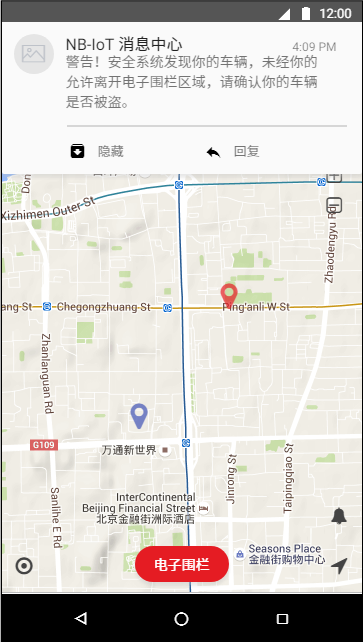 12:00
NB-IoT 消息中心
4:09 PM
警告！安全系统发现你的车辆，未经你的
允许离开电子围栏区域，请确认你的车辆
是否被盗。
隐藏
回复
Xizhimen Outer St
Zhaodengyu Rd
ang St
Chegongzhuang St
Ping'anli W St
Zhanlanguan Rd
G109
万通新世界
Sanlihe E Rd
Jinrong St
Taipingqiao St
InterContinental
Beijing Financial Street
北京金融街洲际酒店
Seasons Place
金融街购物中心
电子围栏